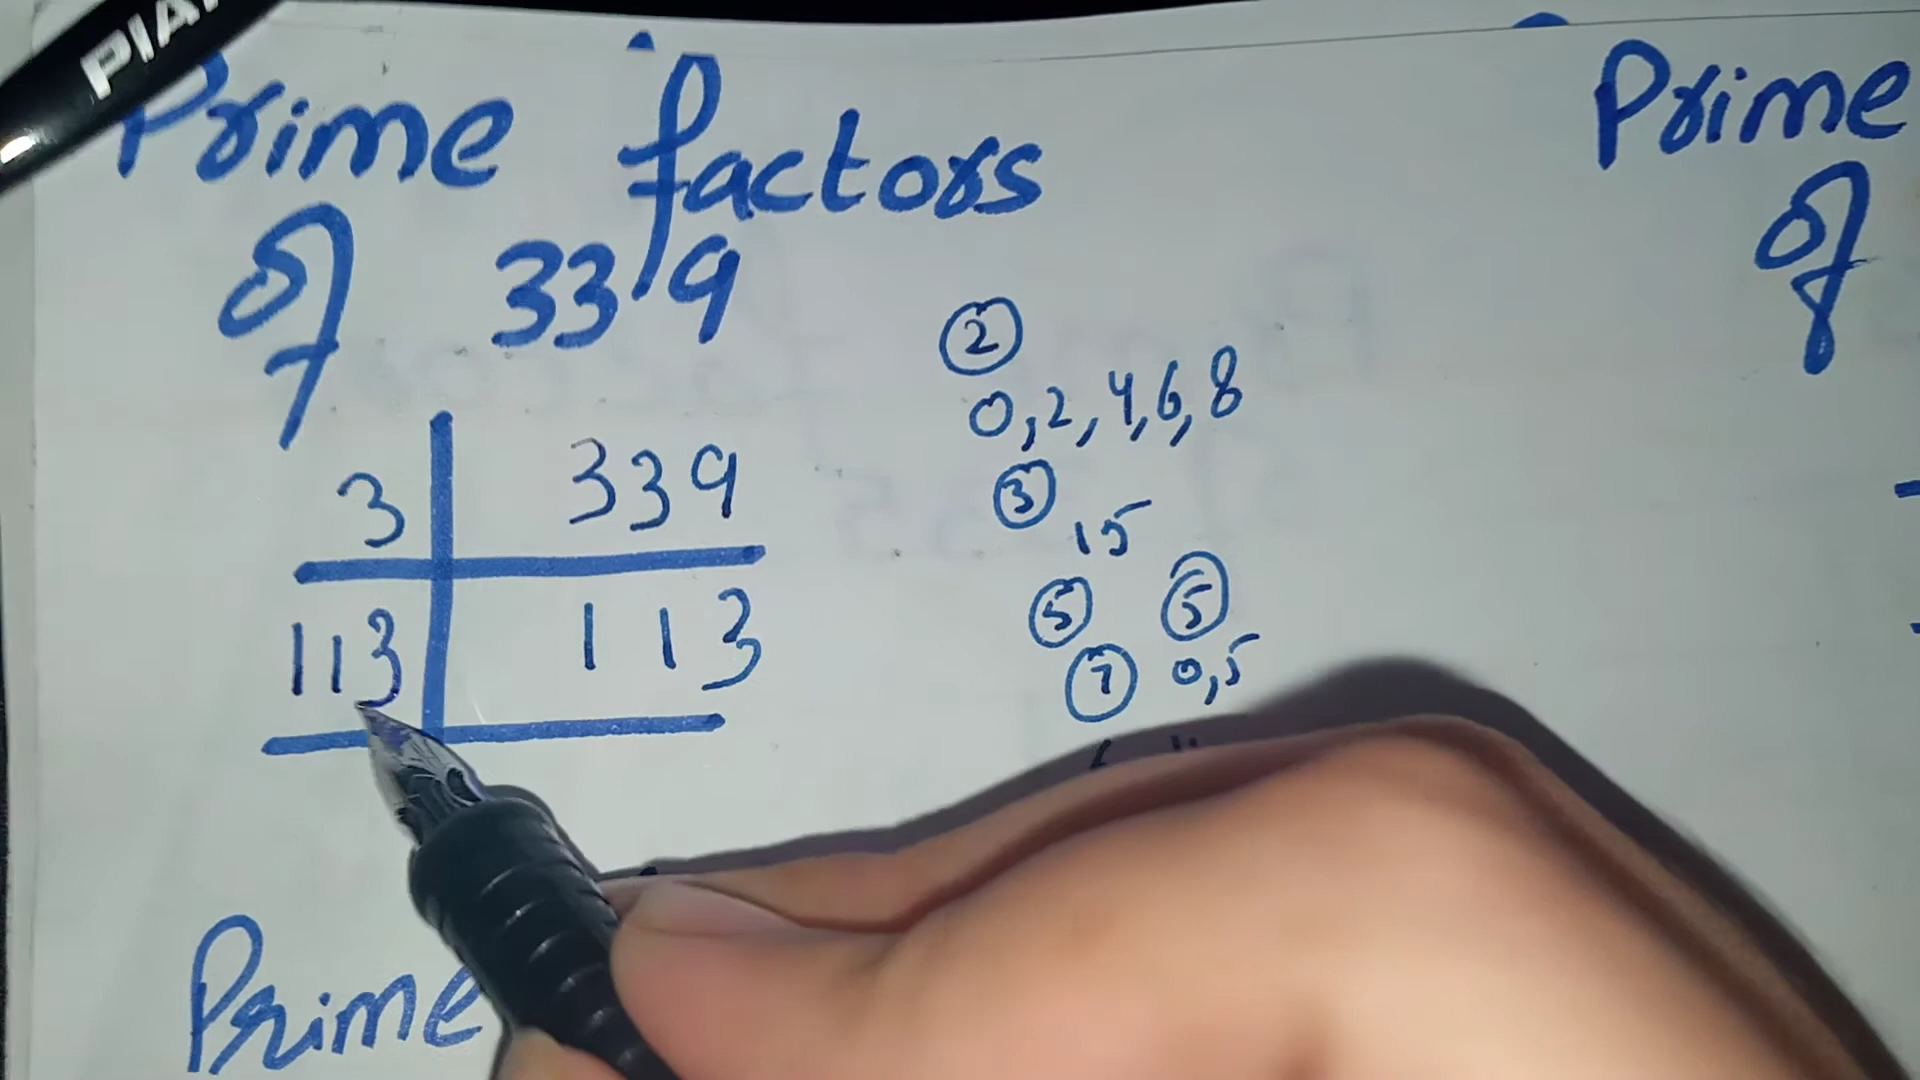 Prime factors
of 339
3 339
113 113
2
0, 2, 4, 6, 8
3
15
5 5
7 0, 5
Prime
Prime
of